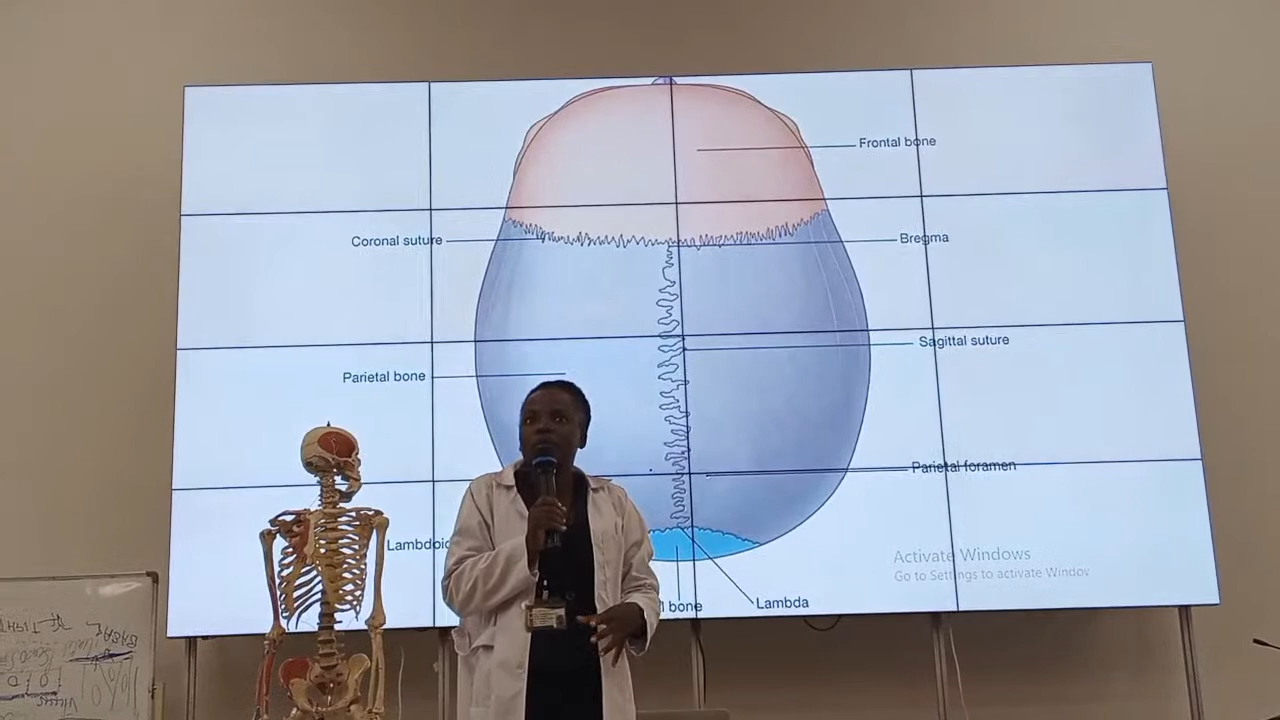 Frontal bone
Coronal suture
Bregma
Sagittal suture
Parietal bone
Parietal foramen
Lambdoid
Activate Windows
Go to Settings to activate Window
bone
Lambda